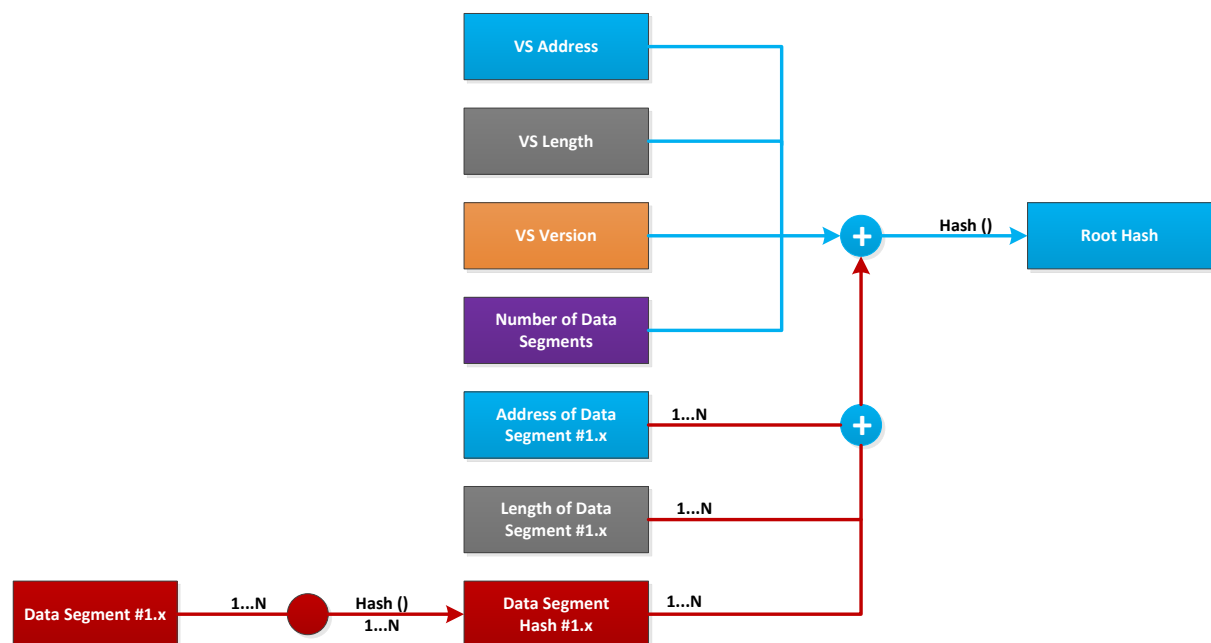 VS Address
VS Length
VS Version
Hash ()
Root Hash
Number of Data
Segments
Address of Data
Segment #1.x
1...N
Length of Data
Segment #1.x
1...N
Data Segment #1.x
1...N
Hash ()
1...N
Data Segment
Hash #1.x
1...N